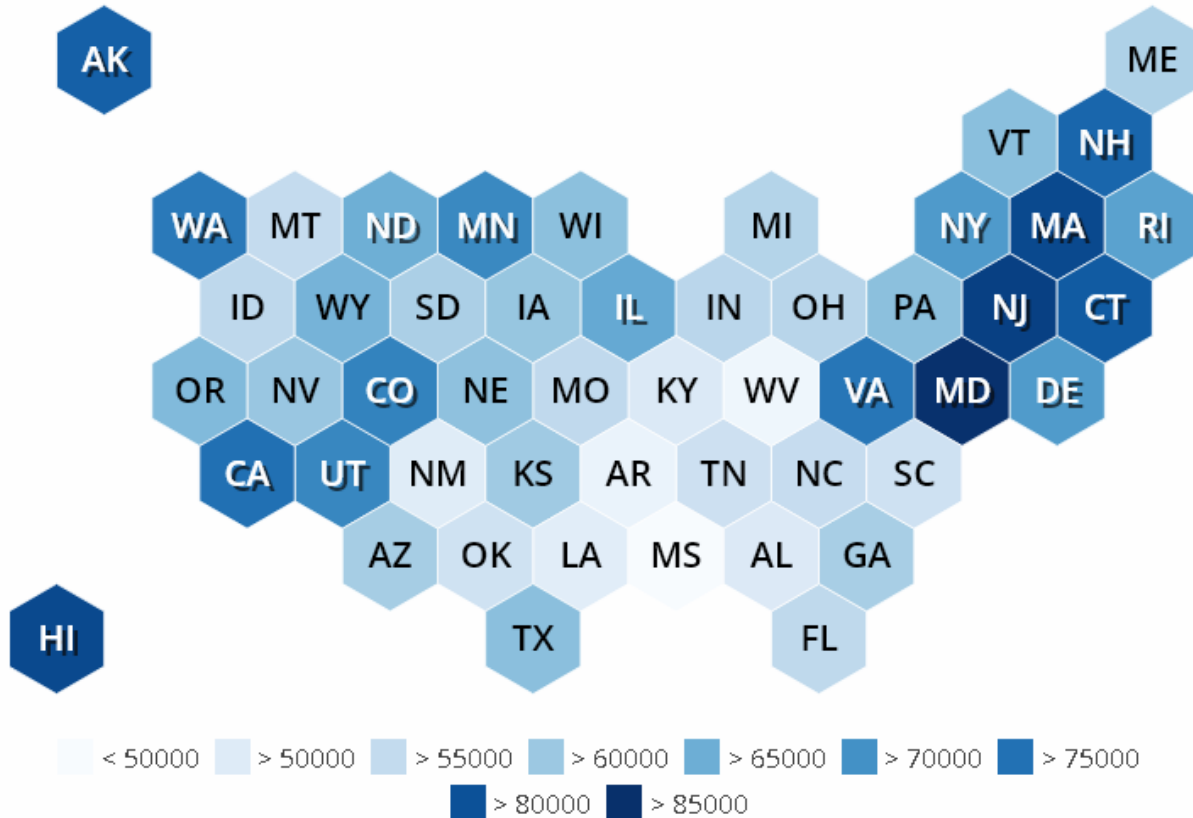 AK
ME
VT NH
WA MT ND MN WI MI NY MA RI
ID WY SD IA IL IN OH PA NJ CT
OR NV CO NE MO KY WV VA MD DE
CA UT NM KS AR TN NC SC
AZ OK LA MS AL GA
HI TX FL
< 50000 > 50000 > 55000 > 60000 > 65000 > 70000 > 75000
> 80000 > 85000